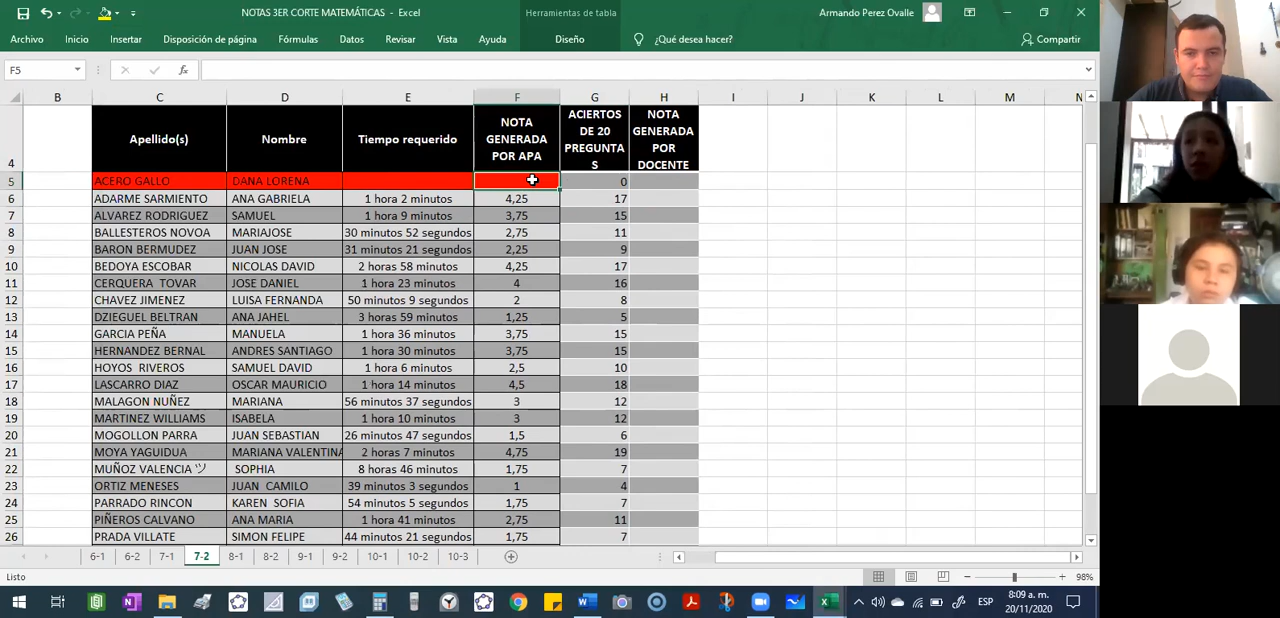 NOTAS 3ER CORTE MATEMÁTICAS - Excel
Herramientas de tabla
Armando Perez Ovalle
Archivo Inicio Insertar Disposición de página Fórmulas Datos Revisar Vista Ayuda Diseño ¿Qué desea hacer? Compartir
F5 fx
B C D E F G H I J K L M N
4 Apellido(s) Nombre Tiempo requerido NOTA GENERADA POR APA ACIERTOS DE 20 PREGUNTAS NOTA GENERADA POR DOCENTE
5 ACERO GALLO DANA LORENA 0
6 ADARME SARMIENTO ANA GABRIELA 1 hora 2 minutos 4,25 17
7 ALVAREZ RODRIGUEZ SAMUEL 1 hora 9 minutos 3,75 15
8 BALLESTEROS NOVOA MARIAJOSE 30 minutos 52 segundos 2,75 11
9 BARON BERMUDEZ JUAN JOSE 31 minutos 21 segundos 2,25 9
10 BEDOYA ESCOBAR NICOLAS DAVID 2 horas 58 minutos 4,25 17
11 CERQUERA TOVAR JOSE DANIEL 1 hora 23 minutos 4 16
12 CHAVEZ JIMENEZ LUISA FERNANDA 50 minutos 9 segundos 2 8
13 DZIEGUEL BELTRAN ANA JAHEL 3 horas 59 minutos 1,25 5
14 GARCIA PEÑA MANUELA 1 hora 36 minutos 3,75 15
15 HERNANDEZ BERNAL ANDRES SANTIAGO 1 hora 30 minutos 3,75 15
16 HOYOS RIVEROS SAMUEL DAVID 1 hora 6 minutos 2,5 10
17 LASCARRO DIAZ OSCAR MAURICIO 1 hora 14 minutos 4,5 18
18 MALAGON NUÑEZ MARIANA 56 minutos 37 segundos 3 12
19 MARTINEZ WILLIAMS ISABELA 1 hora 10 minutos 3 12
20 MOGOLLON PARRA JUAN SEBASTIAN 26 minutos 47 segundos 1,5 6
21 MOYA YAGUIDUA MARIANA VALENTINA 2 horas 7 minutos 4,75 19
22 MUÑOZ VALENCIA ツ SOPHIA 8 horas 46 minutos 1,75 7
23 ORTIZ MENESES JUAN CAMILO 39 minutos 3 segundos 1 4
24 PARRADO RINCON KAREN SOFIA 54 minutos 5 segundos 1,75 7
25 PIÑEROS CALVANO ANA MARIA 1 hora 41 minutos 2,75 11
26 PRADA VILLATE SIMON FELIPE 44 minutos 21 segundos 1,75 7
6-1 6-2 7-1 7-2 8-1 8-2 9-1 9-2 10-1 10-2 10-3
Listo 98%
ESP
8:09 a. m.
20/11/2020